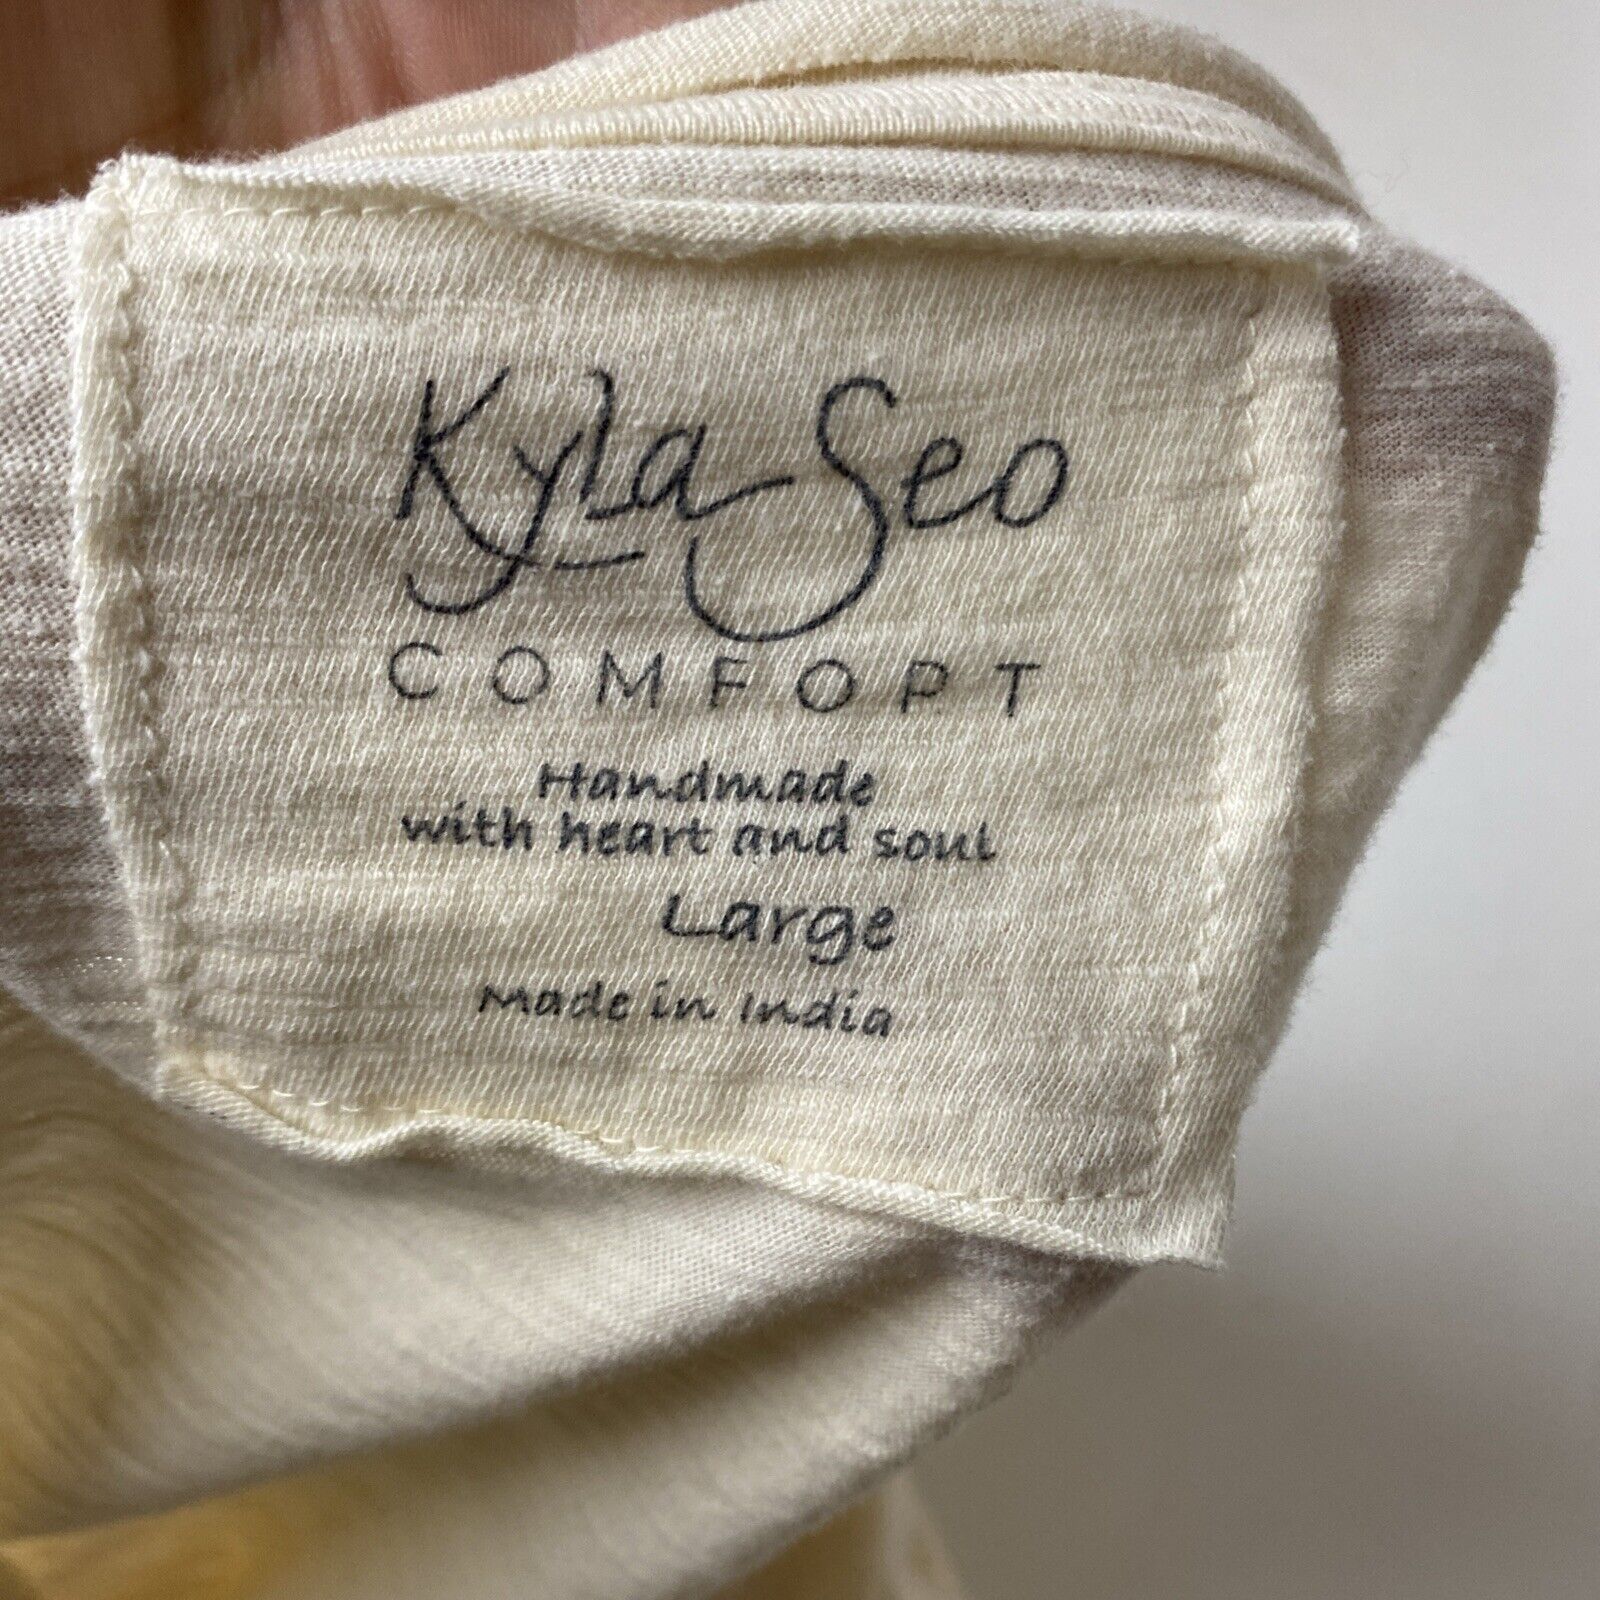 Kyla Seo
COMFOPT
Handmade
with heart and soul
Large
Made in India